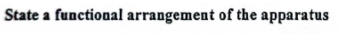 State a functional arrangement of the apparatus